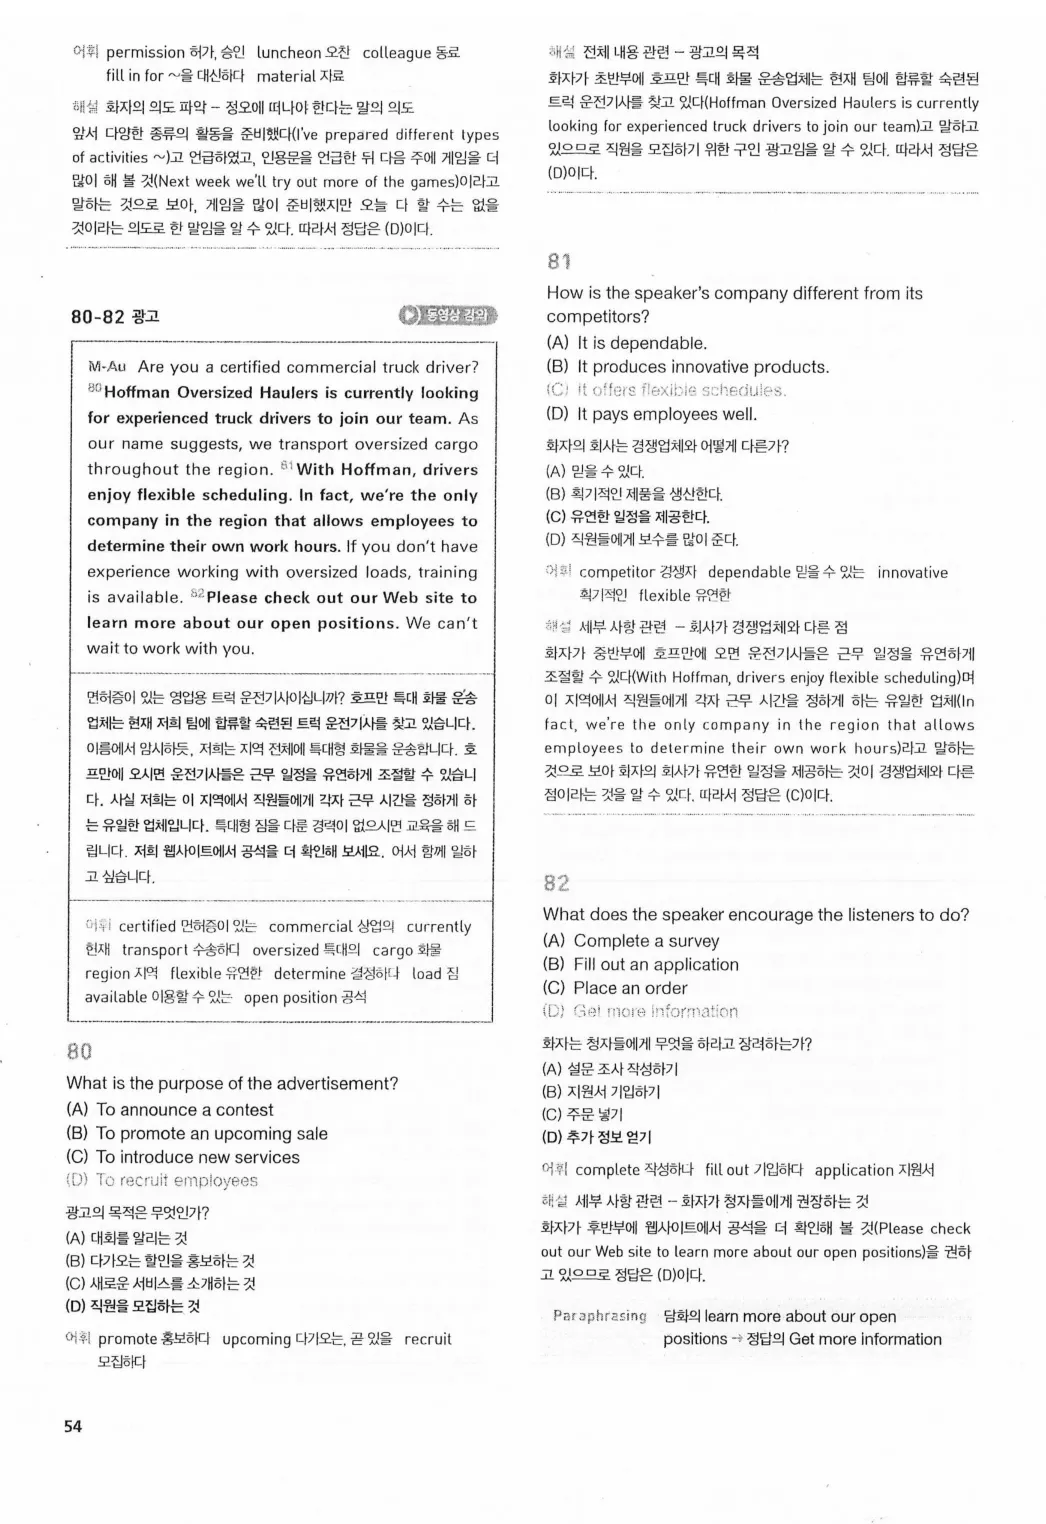 어휘 permission 허가, 승인 luncheon 오찬 colleague 동료
fill in for ~을 대신하다 material 자료
해설 화자의 의도 파악 – 정오에 떠나야 한다는 말의 의도
앞서 다양한 종류의 활동을 준비했다(I've prepared different types
of activities ~)고 언급하였고, 인용문을 언급한 뒤 다음 주에 게임을 더
많이 해 볼 것(Next week we'll try out more of the games)이라고
말하는 것으로 보아, 게임을 많이 준비했지만 오늘 다 할 수는 없을
것이라는 의도로 한 말임을 알 수 있다. 따라서 정답은 (D)이다.
80-82 광고
동영상 강의
M-Au Are you a certified commercial truck driver?
80Hoffman Oversized Haulers is currently looking
for experienced truck drivers to join our team. As
our name suggests, we transport oversized cargo
throughout the region. 81With Hoffman, drivers
enjoy flexible scheduling. In fact, we're the only
company in the region that allows employees to
determine their own work hours. If you don't have
experience working with oversized loads, training
is available. 82Please check out our Web site to
learn more about our open positions. We can't
wait to work with you.
면허증이 있는 영업용 트럭 운전기사이십니까? 호프만 특대 화물 운송
업체는 현재 저희 팀에 합류할 숙련된 트럭 운전기사를 찾고 있습니다.
이름에서 암시하듯, 저희는 지역 전체에 특대형 화물을 운송합니다. 호
프만에 오시면 운전기사들은 근무 일정을 유연하게 조절할 수 있습니
다. 사실 저희는 이 지역에서 직원들에게 각자 근무 시간을 정하게 하
는 유일한 업체입니다. 특대형 짐을 다룬 경력이 없으시면 교육을 해 드
립니다. 저희 웹사이트에서 공석을 더 확인해 보세요. 어서 함께 일하
고 싶습니다.
어휘 certified 면허증이 있는 commercial 상업의 currently
현재 transport 수송하다 oversized 특대의 cargo 화물
region 지역 flexible 유연한 determine 결정하다 load 짐
available 이용할 수 있는 open position 공석
80
What is the purpose of the advertisement?
(A) To announce a contest
(B) To promote an upcoming sale
(C) To introduce new services
(D) To recruit employees
광고의 목적은 무엇인가?
(A) 대회를 알리는 것
(B) 다가오는 할인을 홍보하는 것
(C) 새로운 서비스를 소개하는 것
(D) 직원을 모집하는 것
어휘 promote 홍보하다 upcoming 다가오는, 곧 있을 recruit
모집하다
54
해설 전체 내용 관련 – 광고의 목적
화자가 초반부에 호프만 특대 화물 운송업체는 현재 팀에 합류할 숙련된
트럭 운전기사를 찾고 있다(Hoffman Oversized Haulers is currently
looking for experienced truck drivers to join our team)고 말하고
있으므로 직원을 모집하기 위한 구인 광고임을 알 수 있다. 따라서 정답은
(D)이다.
81
How is the speaker's company different from its
competitors?
(A) It is dependable.
(B) It produces innovative products.
(C) It offers flexible schedules.
(D) It pays employees well.
화자의 회사는 경쟁업체와 어떻게 다른가?
(A) 믿을 수 있다.
(B) 획기적인 제품을 생산한다.
(C) 유연한 일정을 제공한다.
(D) 직원들에게 보수를 많이 준다.
어휘 competitor 경쟁자 dependable 믿을 수 있는 innovative
획기적인 flexible 유연한
해설 세부 사항 관련 – 회사가 경쟁업체와 다른 점
화자가 중반부에 호프만에 오면 운전기사들은 근무 일정을 유연하게
조절할 수 있다(With Hoffman, drivers enjoy flexible scheduling)며
이 지역에서 직원들에게 각자 근무 시간을 정하게 하는 유일한 업체(In
fact, we're the only company in the region that allows
employees to determine their own work hours)라고 말하는
것으로 보아 화자의 회사가 유연한 일정을 제공하는 것이 경쟁업체와 다른
점이라는 것을 알 수 있다. 따라서 정답은 (C)이다.
82
What does the speaker encourage the listeners to do?
(A) Complete a survey
(B) Fill out an application
(C) Place an order
(D) Get more information
화자는 청자들에게 무엇을 하라고 장려하는가?
(A) 설문 조사 작성하기
(B) 지원서 기입하기
(C) 주문 넣기
(D) 추가 정보 얻기
어휘 complete 작성하다 fill out 기입하다 application 지원서
해설 세부 사항 관련 – 화자가 청자들에게 권장하는 것
화자가 후반부에 웹사이트에서 공석을 더 확인해 볼 것(Please check
out our Web site to learn more about our open positions)을 권하
고 있으므로 정답은 (D)이다.
Paraphrasing 담화의 learn more about our open
positions → 정답의 Get more information